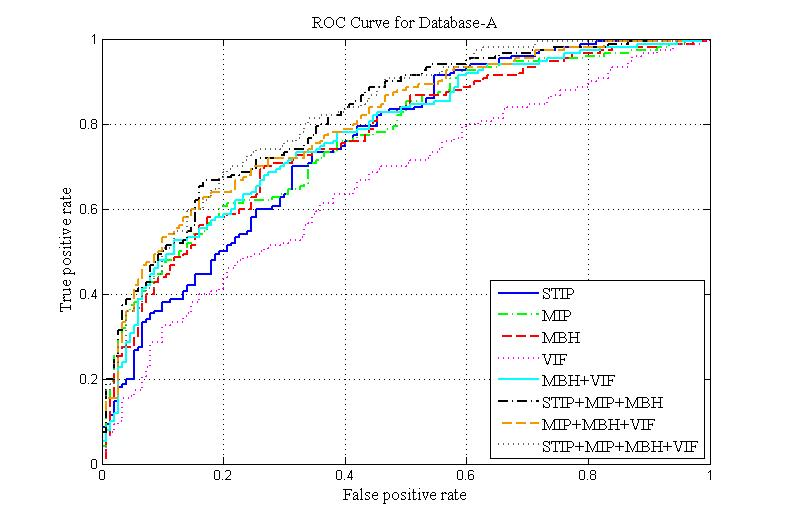 ROC Curve for Database-A
1
0.8
0.6
0.4
0.2
0
True positive rate
STIP
MIP
MBH
VIF
MBH+VIF
STIP+MIP+MBH
MIP+MBH+VIF
STIP+MIP+MBH+VIF
0 0.2 0.4 0.6 0.8 1
False positive rate